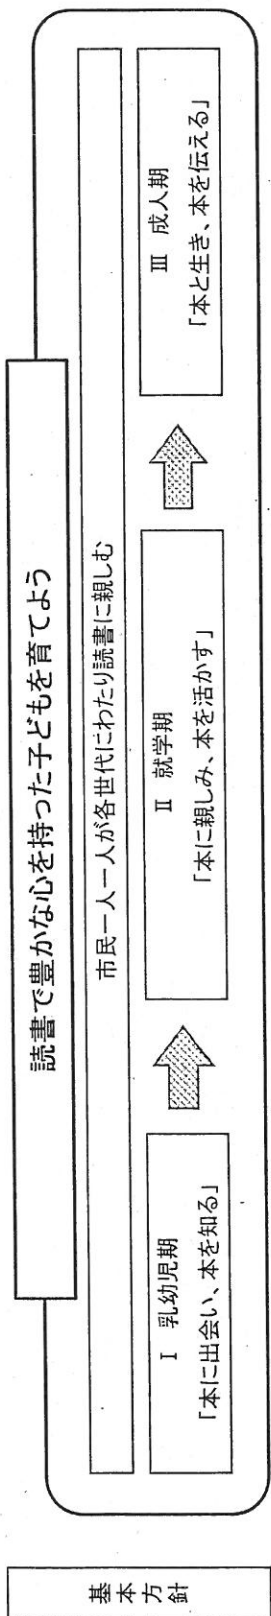 基本方針
読書で豊かな心を持った子どもを育てよう
市民一人一人が各世代にわたり読書に親しむ
Ⅰ 乳幼児期
「本に出会い、本を知る」
Ⅱ 就学期
「本に親しみ、本を活かす」
Ⅲ 成人期
「本と生き、本を伝える」